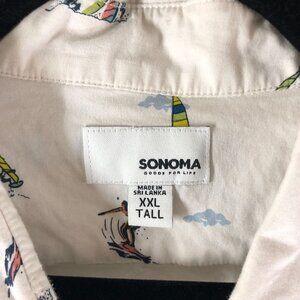 SONOMA
GOODS FOR LIFE
MADE IN
SRI LANKA
XXL
TALL